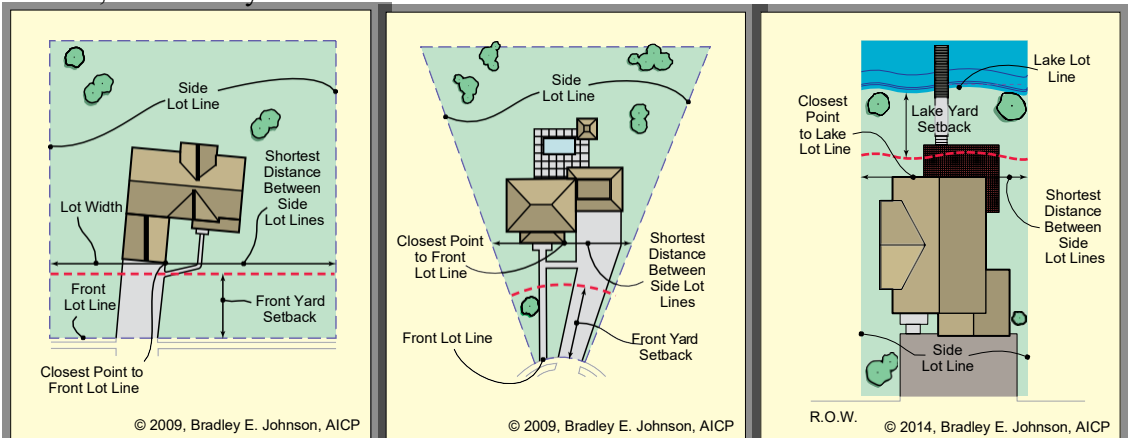 Side
Lot Line
Shortest
Distance
Between
Side
Lot Lines
Lot Width
Front
Lot Line
Front Yard
Setback
Closest Point to
Front Lot Line
© 2009, Bradley E. Johnson, AICP
Side
Lot Line
Closest Point
to Front
Lot Line
Shortest
Distance
Between
Side Lot
Lines
Front Lot Line
Front Yard
Setback
© 2009, Bradley E. Johnson, AICP
Lake Lot
Line
Closest
Point
to Lake
Lot Line
Lake Yard
Setback
Shortest
Distance
Between
Side
Lot Lines
Side
Lot Line
R.O.W.
© 2014, Bradley E. Johnson, AICP